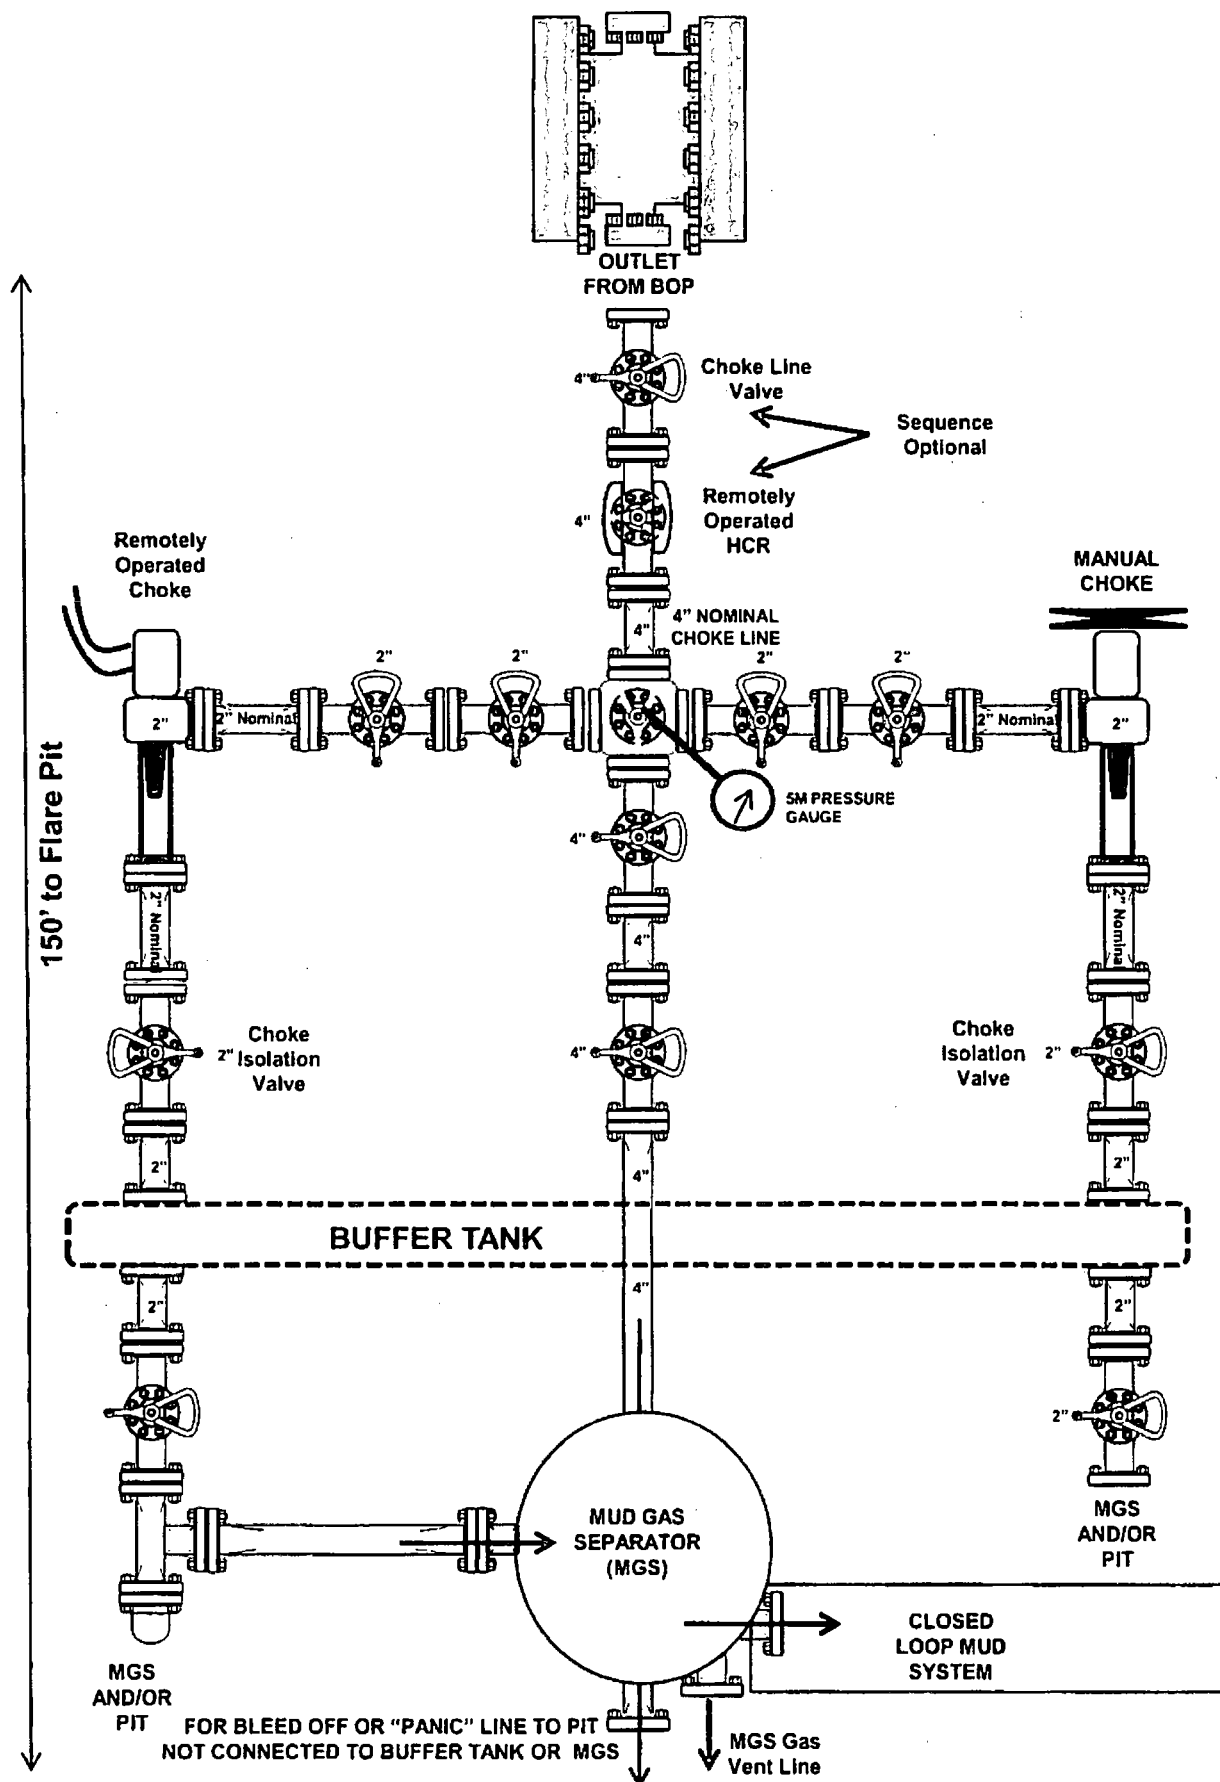 OUTLET
FROM BOP
4"
Choke Line
Valve
Sequence
Optional
4"
Remotely
Operated
HCR
Remotely
Operated
Choke
MANUAL
CHOKE
4"
4" NOMINAL
CHOKE LINE
2"
2"
2"
2"
2"
2" Nominal
2" Nominal
2"
5M PRESSURE
GAUGE
4"
150' to Flare Pit
2" Nominal
4"
2" Nominal
2"
Choke
Isolation
Valve
4"
Choke
Isolation
Valve
2"
2"
4"
2"
BUFFER TANK
2"
4"
2"
2"
MUD GAS
SEPARATOR
(MGS)
MGS
AND/OR
PIT
CLOSED
LOOP MUD
SYSTEM
MGS
AND/OR
PIT
FOR BLEED OFF OR "PANIC" LINE TO PIT
NOT CONNECTED TO BUFFER TANK OR MGS
MGS Gas
Vent Line